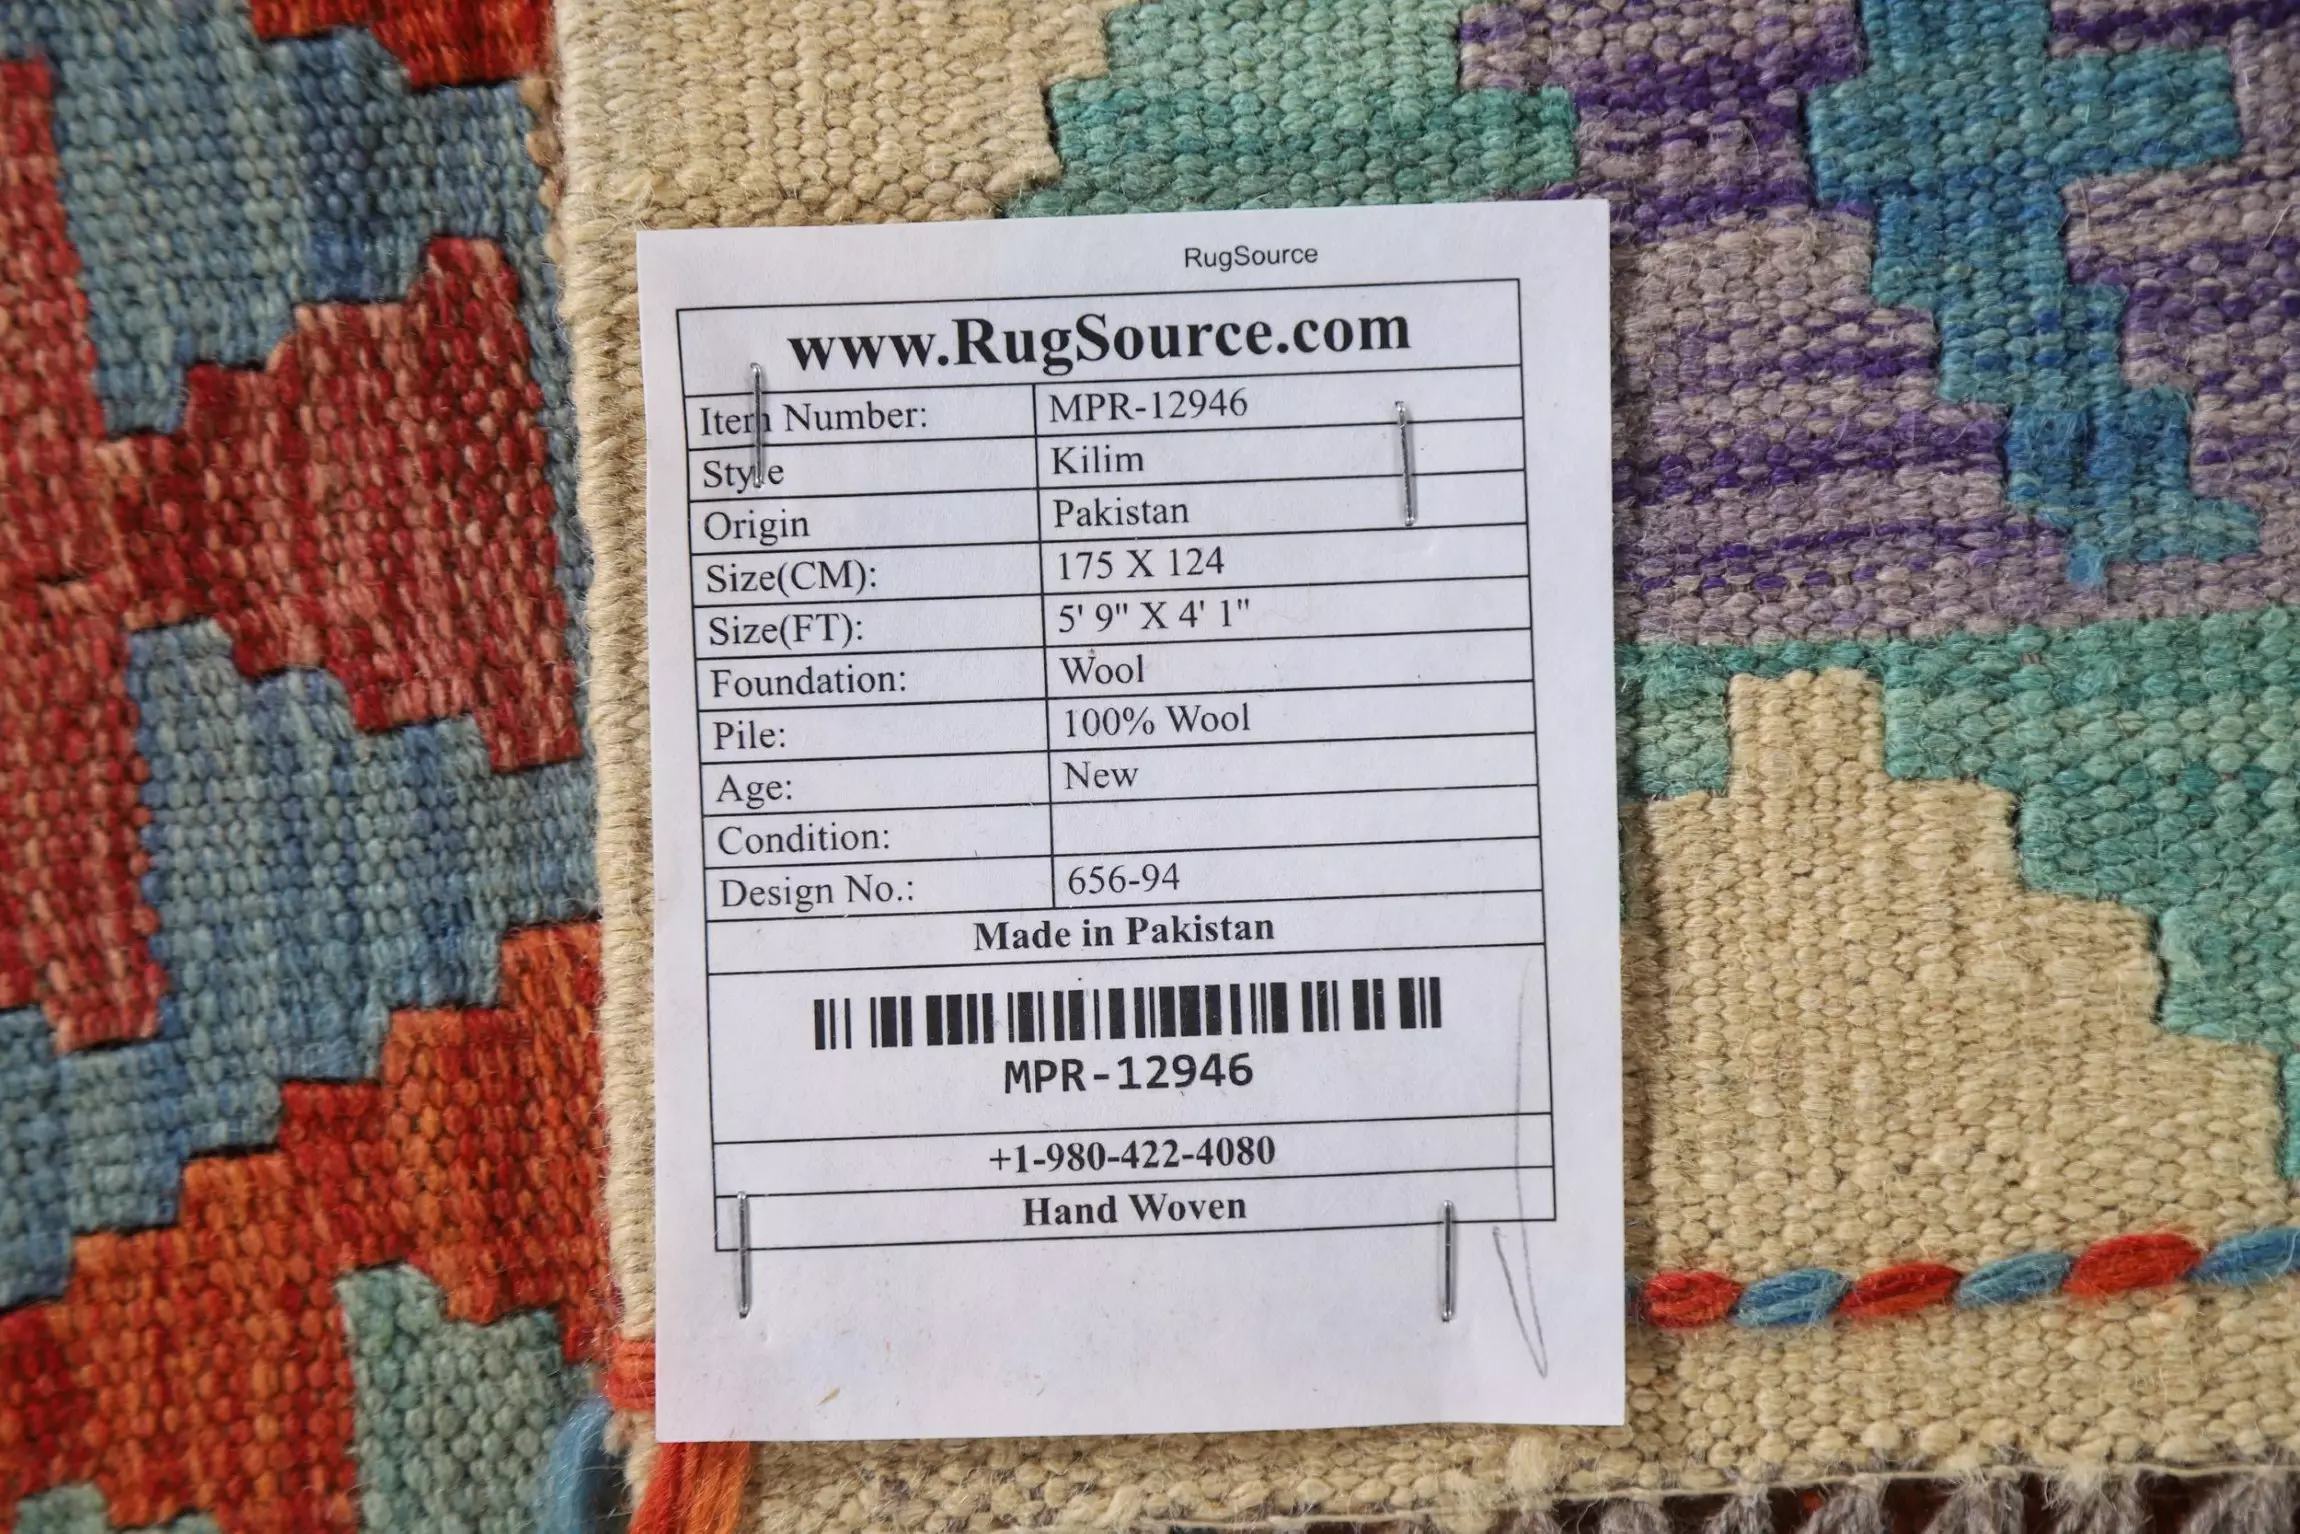 RugSource
www.RugSource.com
Item Number: MPR-12946
Style Kilim
Origin Pakistan
Size(CM): 175 X 124
Size(FT): 5' 9" X 4' 1"
Foundation: Wool
Pile: 100% Wool
Age: New
Condition:
Design No.: 656-94
Made in Pakistan
MPR-12946
+1-980-422-4080
Hand Woven